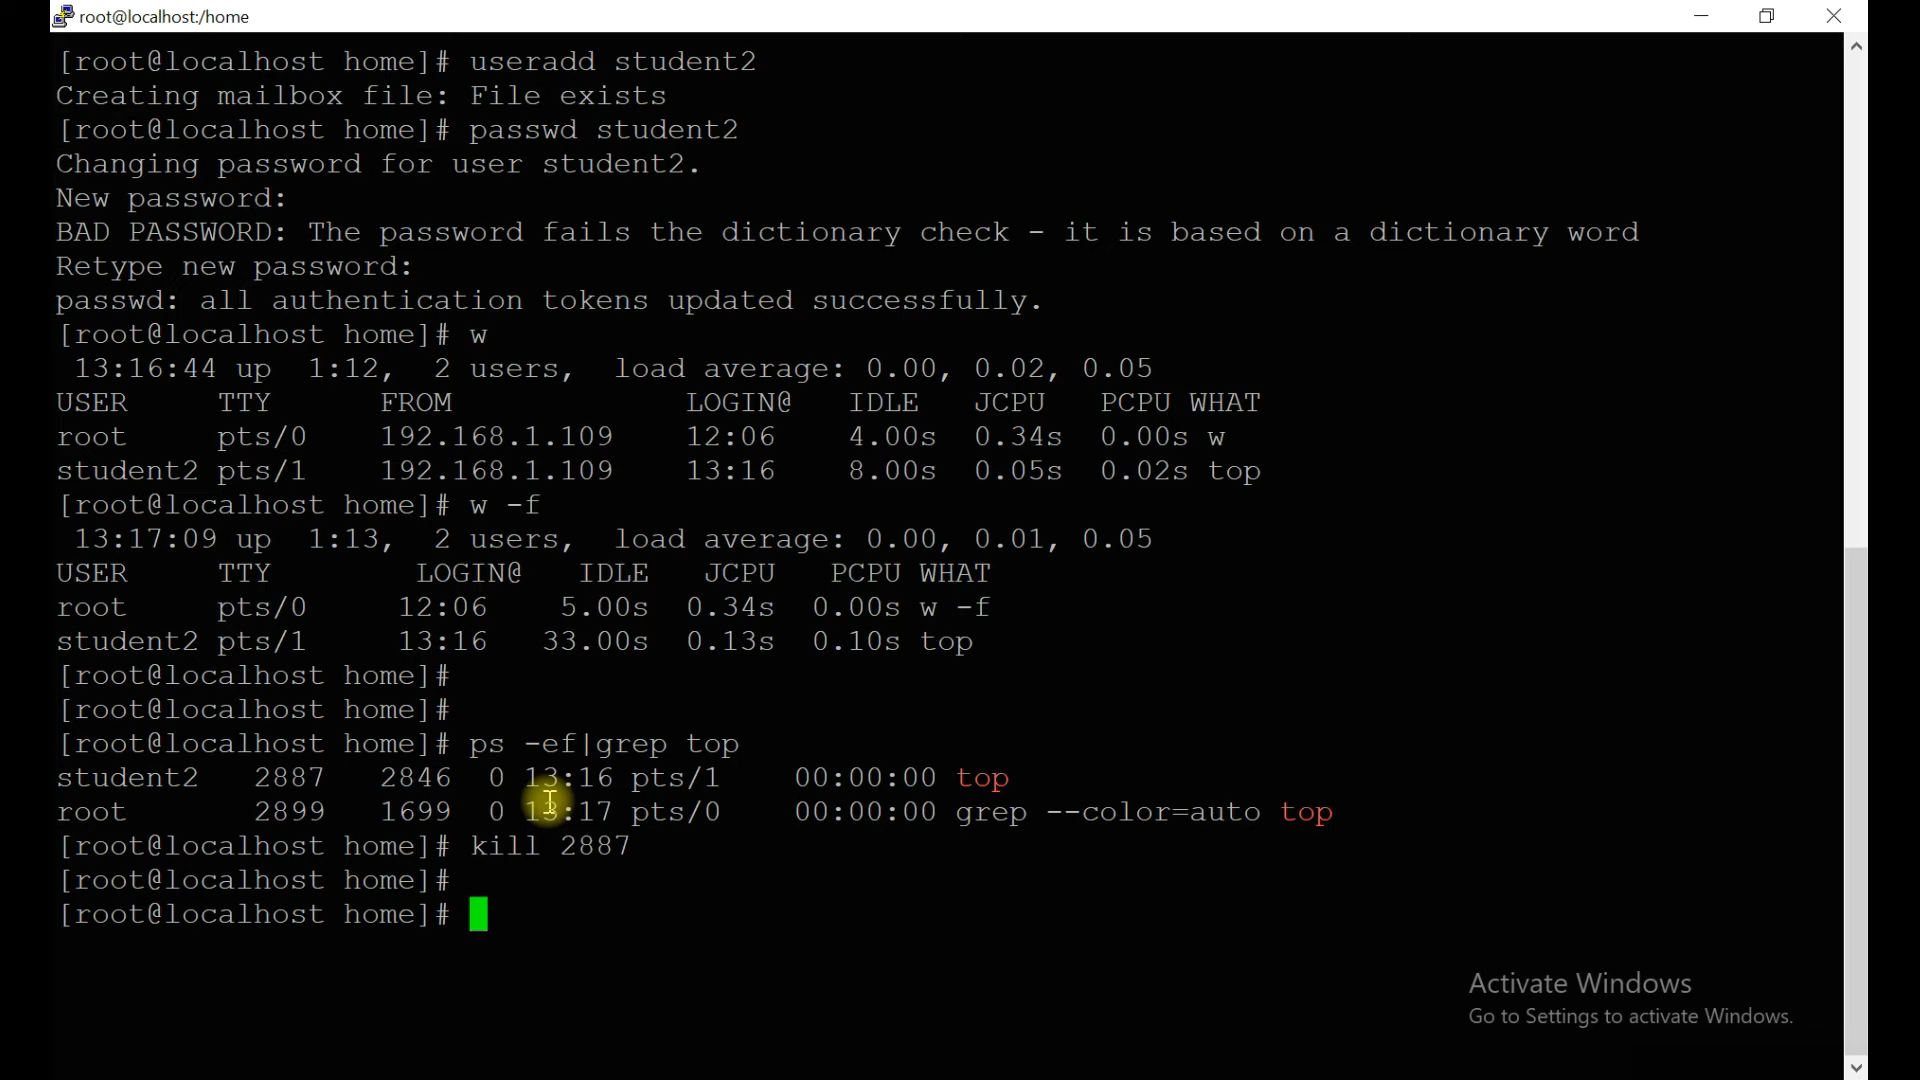 root@localhost:/home
[root@localhost home]# useradd student2
Creating mailbox file: File exists
[root@localhost home]# passwd student2
Changing password for user student2.
New password:
BAD PASSWORD: The password fails the dictionary check - it is based on a dictionary word
Retype new password:
passwd: all authentication tokens updated successfully.
[root@localhost home]# w
 13:16:44 up  1:12,  2 users,  load average: 0.00, 0.02, 0.05
USER     TTY      FROM             LOGIN@   IDLE   JCPU   PCPU WHAT
root     pts/0    192.168.1.109    12:06    4.00s  0.34s  0.00s w
student2 pts/1    192.168.1.109    13:16    8.00s  0.05s  0.02s top
[root@localhost home]# w -f
 13:17:09 up  1:13,  2 users,  load average: 0.00, 0.01, 0.05
USER     TTY        LOGIN@   IDLE   JCPU   PCPU WHAT
root     pts/0     12:06    5.00s  0.34s  0.00s w -f
student2 pts/1     13:16   33.00s  0.13s  0.10s top
[root@localhost home]#
[root@localhost home]#
[root@localhost home]# ps -ef|grep top
student2   2887   2846  0 13:16 pts/1    00:00:00 top
root       2899   1699  0 13:17 pts/0    00:00:00 grep --color=auto top
[root@localhost home]# kill 2887
[root@localhost home]#
[root@localhost home]#
Activate Windows
Go to Settings to activate Windows.